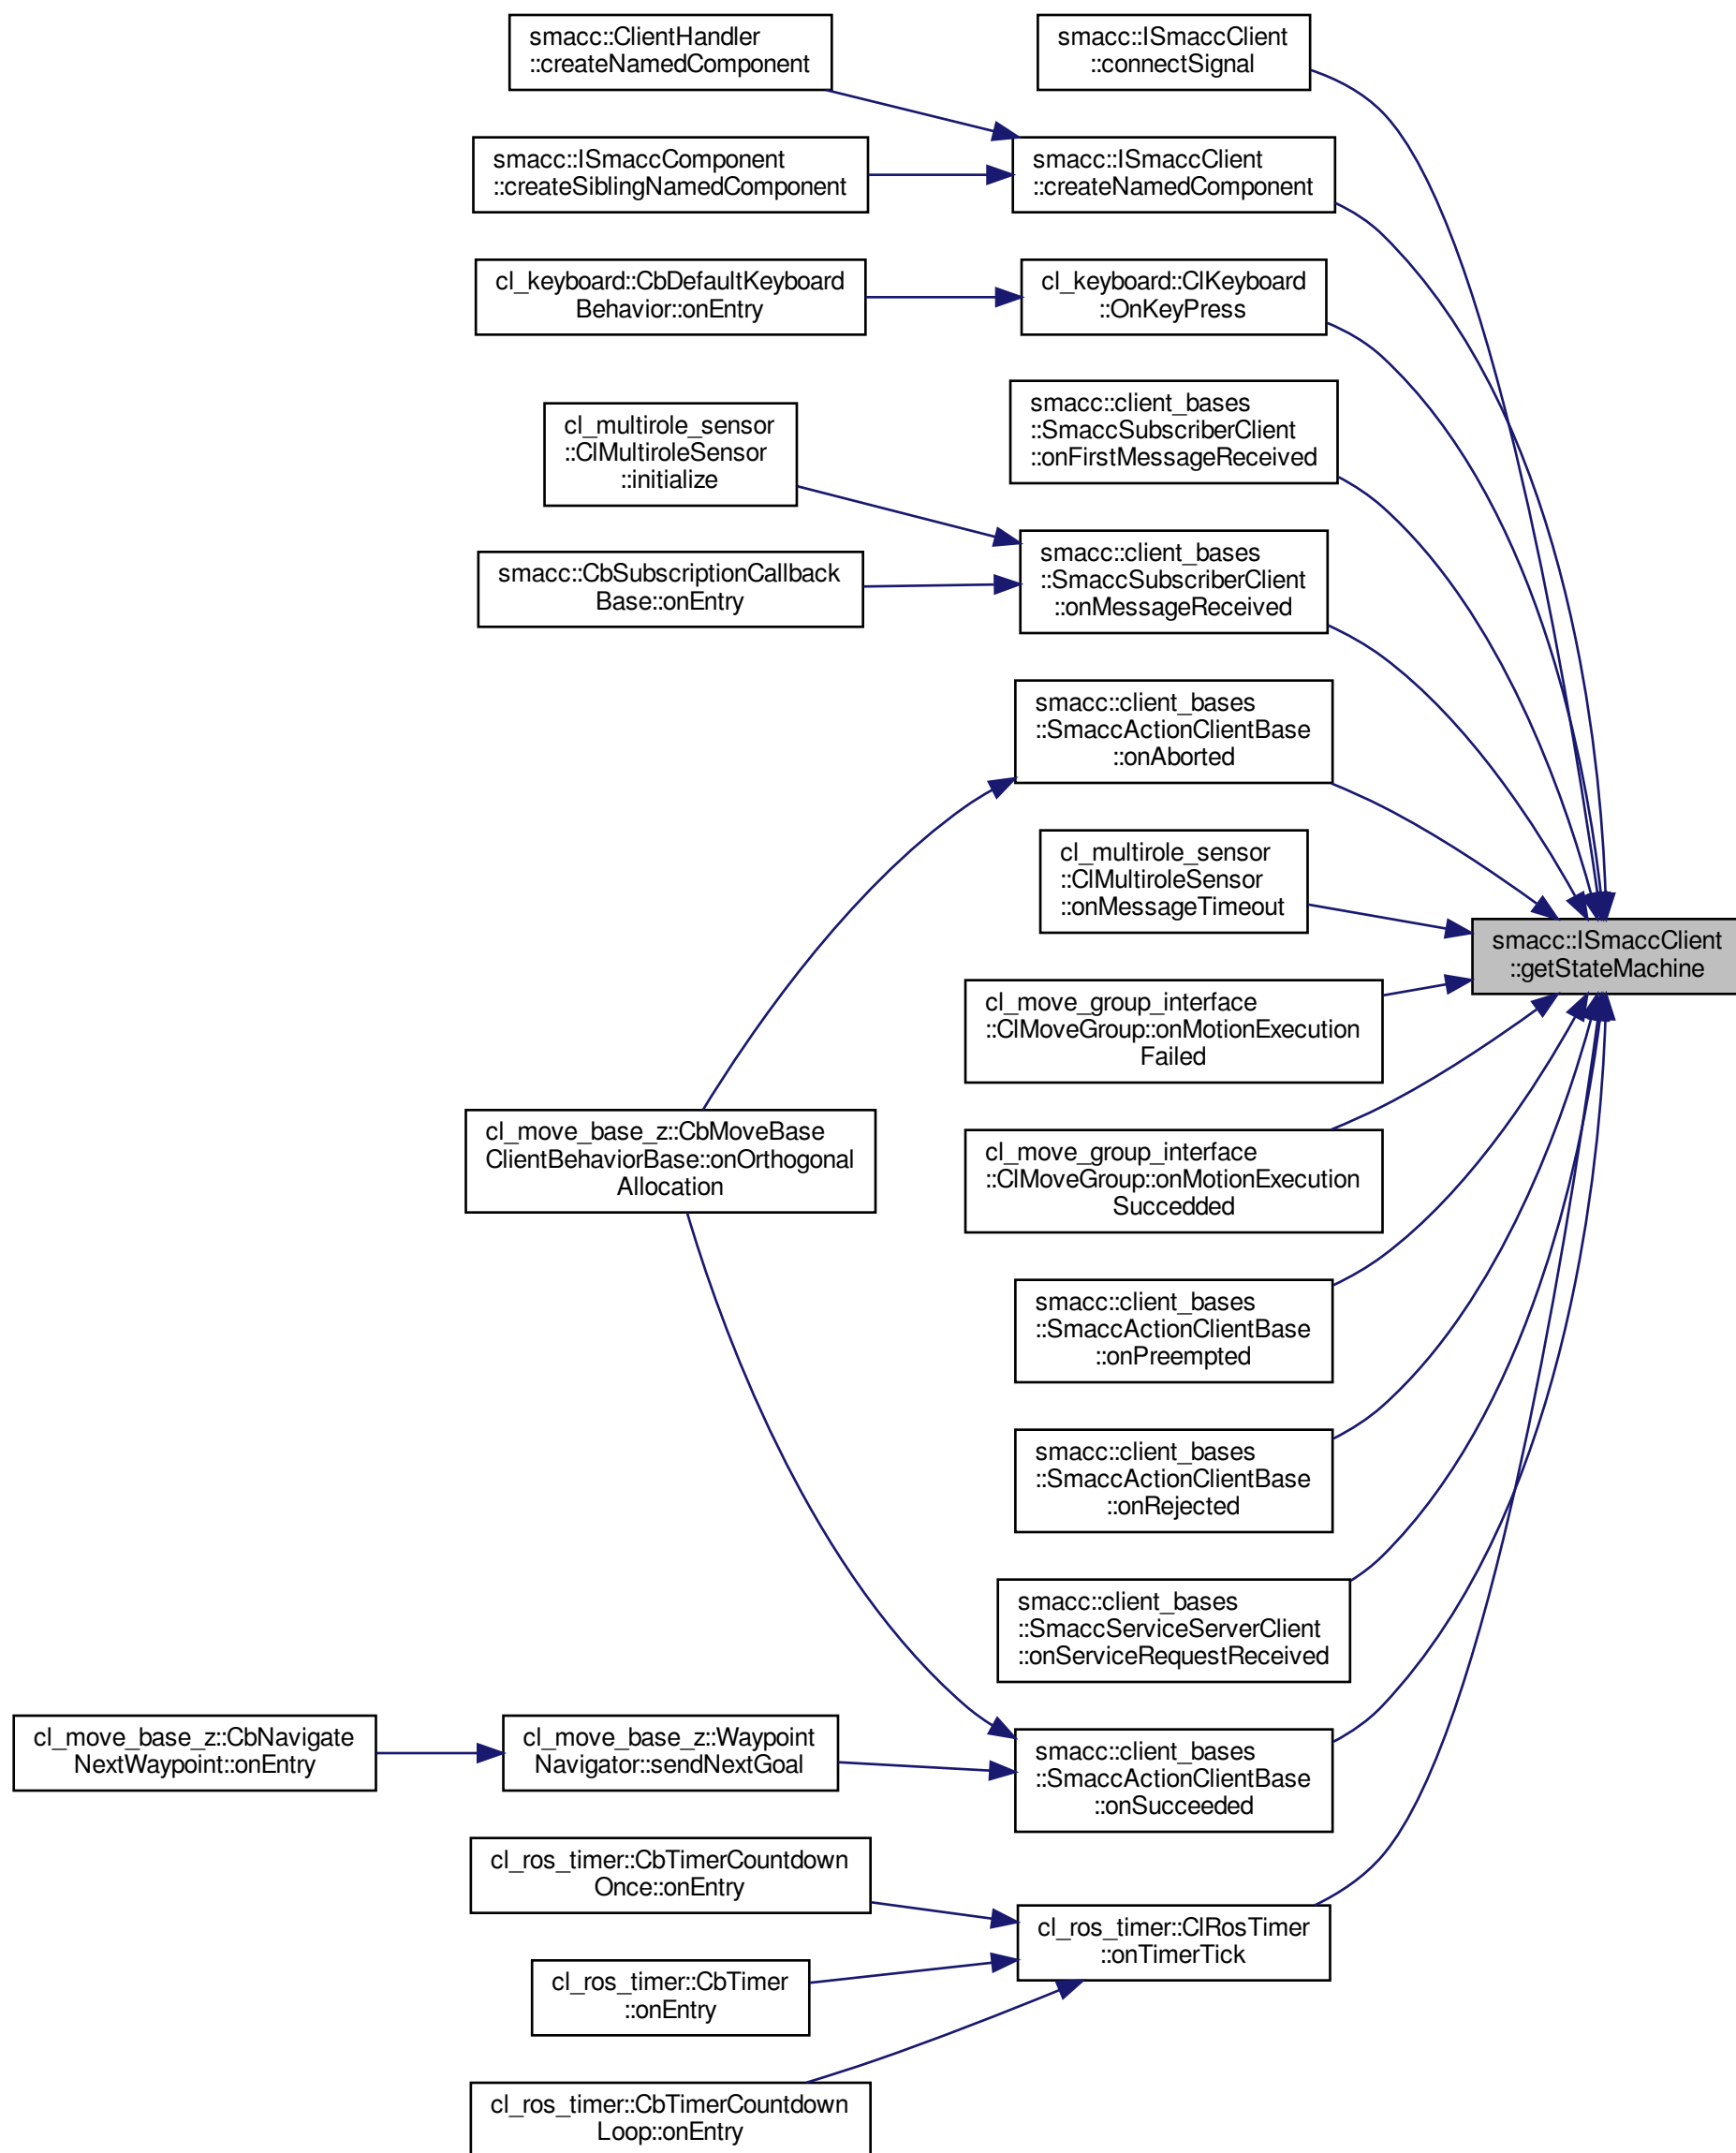 smacc::ClientHandler
::createNamedComponent
smacc::ISmaccClient
::connectSignal
smacc::ISmaccComponent
::createSiblingNamedComponent
smacc::ISmaccClient
::createNamedComponent
cl_keyboard::CbDefaultKeyboard
Behavior::onEntry
cl_keyboard::ClKeyboard
::OnKeyPress
smacc::client_bases
::SmaccSubscriberClient
::onFirstMessageReceived
cl_multirole_sensor
::ClMultiroleSensor
::initialize
smacc::CbSubscriptionCallback
Base::onEntry
smacc::client_bases
::SmaccSubscriberClient
::onMessageReceived
smacc::client_bases
::SmaccActionClientBase
::onAborted
cl_multirole_sensor
::ClMultiroleSensor
::onMessageTimeout
smacc::ISmaccClient
::getStateMachine
cl_move_group_interface
::ClMoveGroup::onMotionExecution
Failed
cl_move_base_z::CbMoveBase
ClientBehaviorBase::onOrthogonal
Allocation
cl_move_group_interface
::ClMoveGroup::onMotionExecution
Succedded
smacc::client_bases
::SmaccActionClientBase
::onPreempted
smacc::client_bases
::SmaccActionClientBase
::onRejected
smacc::client_bases
::SmaccServiceServerClient
::onServiceRequestReceived
cl_move_base_z::CbNavigate
NextWaypoint::onEntry
cl_move_base_z::Waypoint
Navigator::sendNextGoal
smacc::client_bases
::SmaccActionClientBase
::onSucceeded
cl_ros_timer::CbTimerCountdown
Once::onEntry
cl_ros_timer::ClRosTimer
::onTimerTick
cl_ros_timer::CbTimer
::onEntry
cl_ros_timer::CbTimerCountdown
Loop::onEntry